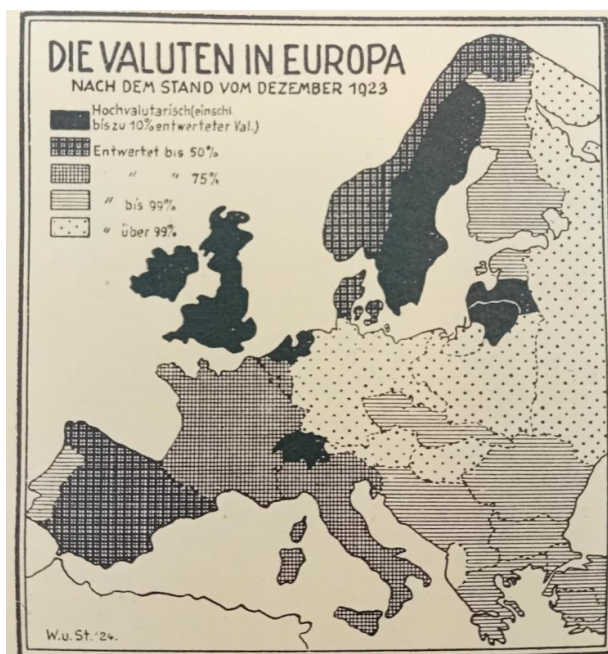 DIE VALUTEN IN EUROPA
NACH DEM STAND VOM DEZEMBER 1923
Hochvalutarisch (einschl.
bis zu 10% entwerteter Val.)
Entwertet bis 50%
" " 75%
" bis 99%
" über 99%
W. u. St. '24.